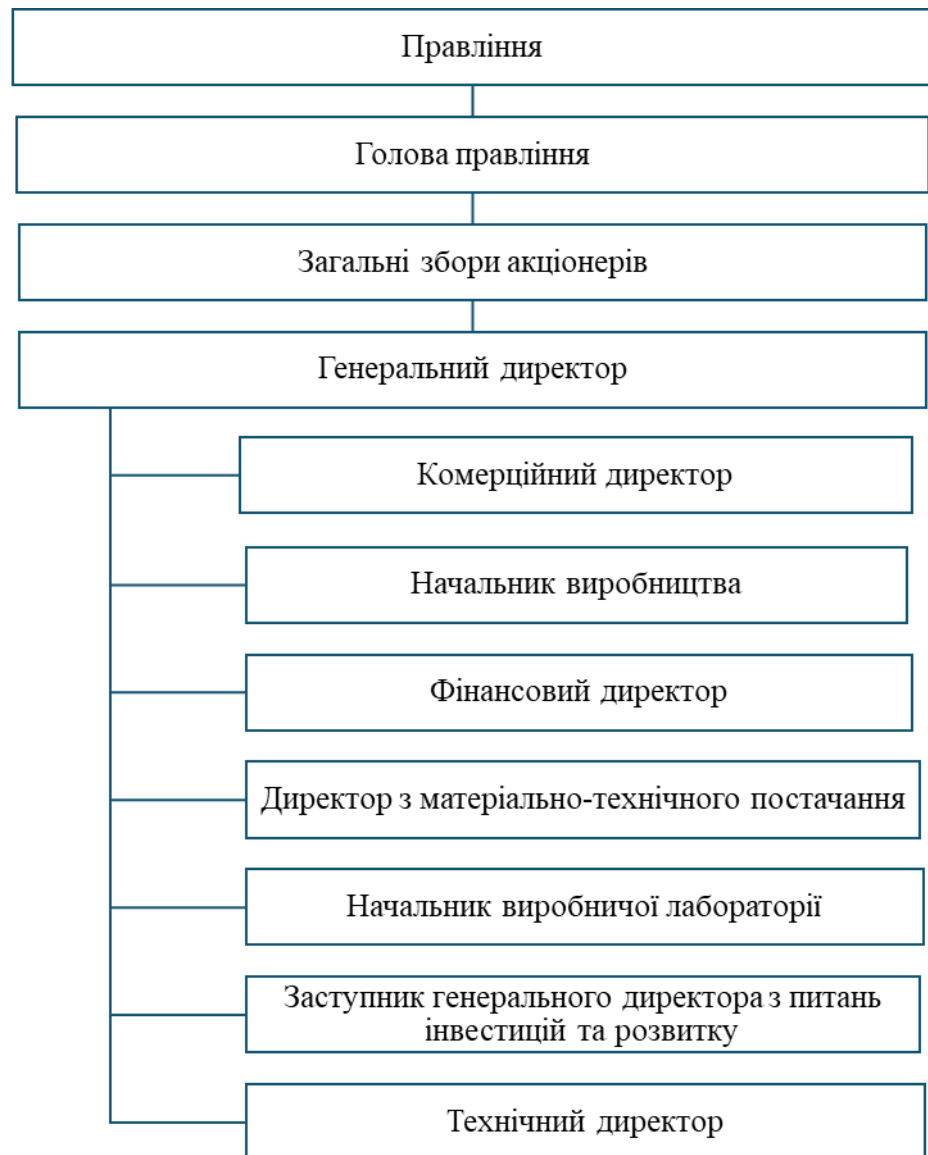 Правління
Голова правління
Загальні збори акціонерів
Генеральний директор
Комерційний директор
Начальник виробництва
Фінансовий директор
Директор з матеріально-технічного постачання
Начальник виробничої лабораторії
Заступник генерального директора з питань
інвестицій та розвитку
Технічний директор